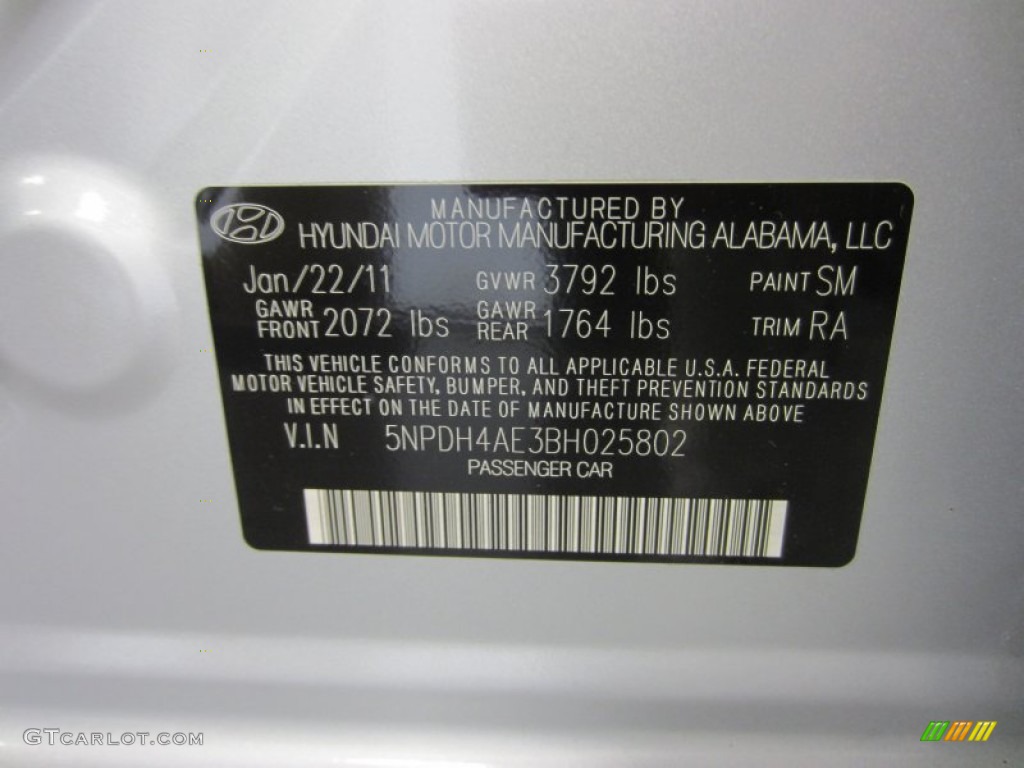 MANUFACTURED BY
HYUNDAI MOTOR MANUFACTURING ALABAMA, LLC
Jan/22/11 GVWR 3792 lbs PAINT SM
GAWR FRONT 2072 lbs GAWR REAR 1764 lbs TRIM RA
THIS VEHICLE CONFORMS TO ALL APPLICABLE U.S.A. FEDERAL
MOTOR VEHICLE SAFETY, BUMPER, AND THEFT PREVENTION STANDARDS
IN EFFECT ON THE DATE OF MANUFACTURE SHOWN ABOVE
V.I.N 5NPDH4AE3BH025802
PASSENGER CAR
GTCARLOT.COM